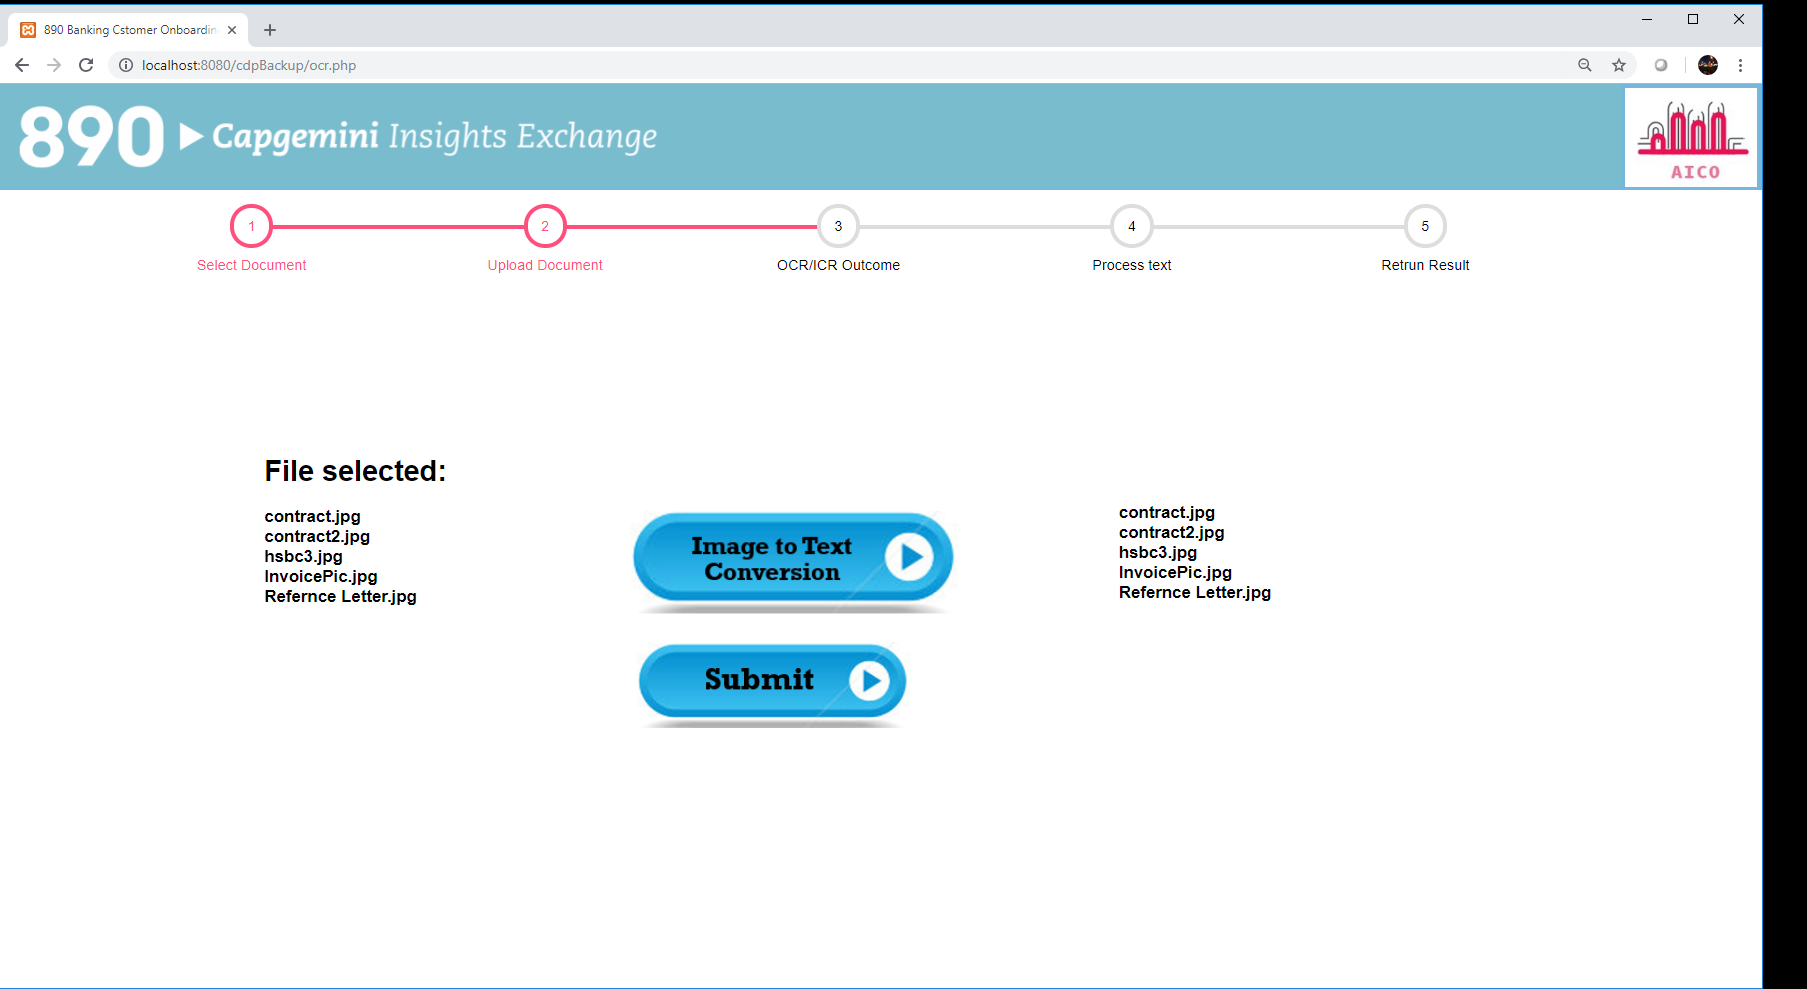 890 Banking Cstomer Onboardin
localhost:8080/cdpBackup/ocr.php
890 Capgemini Insights Exchange
AICO
1
2
3
4
5
Select Document
Upload Document
OCR/ICR Outcome
Process text
Retrun Result
File selected:
contract.jpg
contract2.jpg
hsbc3.jpg
InvoicePic.jpg
Refernce Letter.jpg
Image to Text
Conversion
Submit
contract.jpg
contract2.jpg
hsbc3.jpg
InvoicePic.jpg
Refernce Letter.jpg